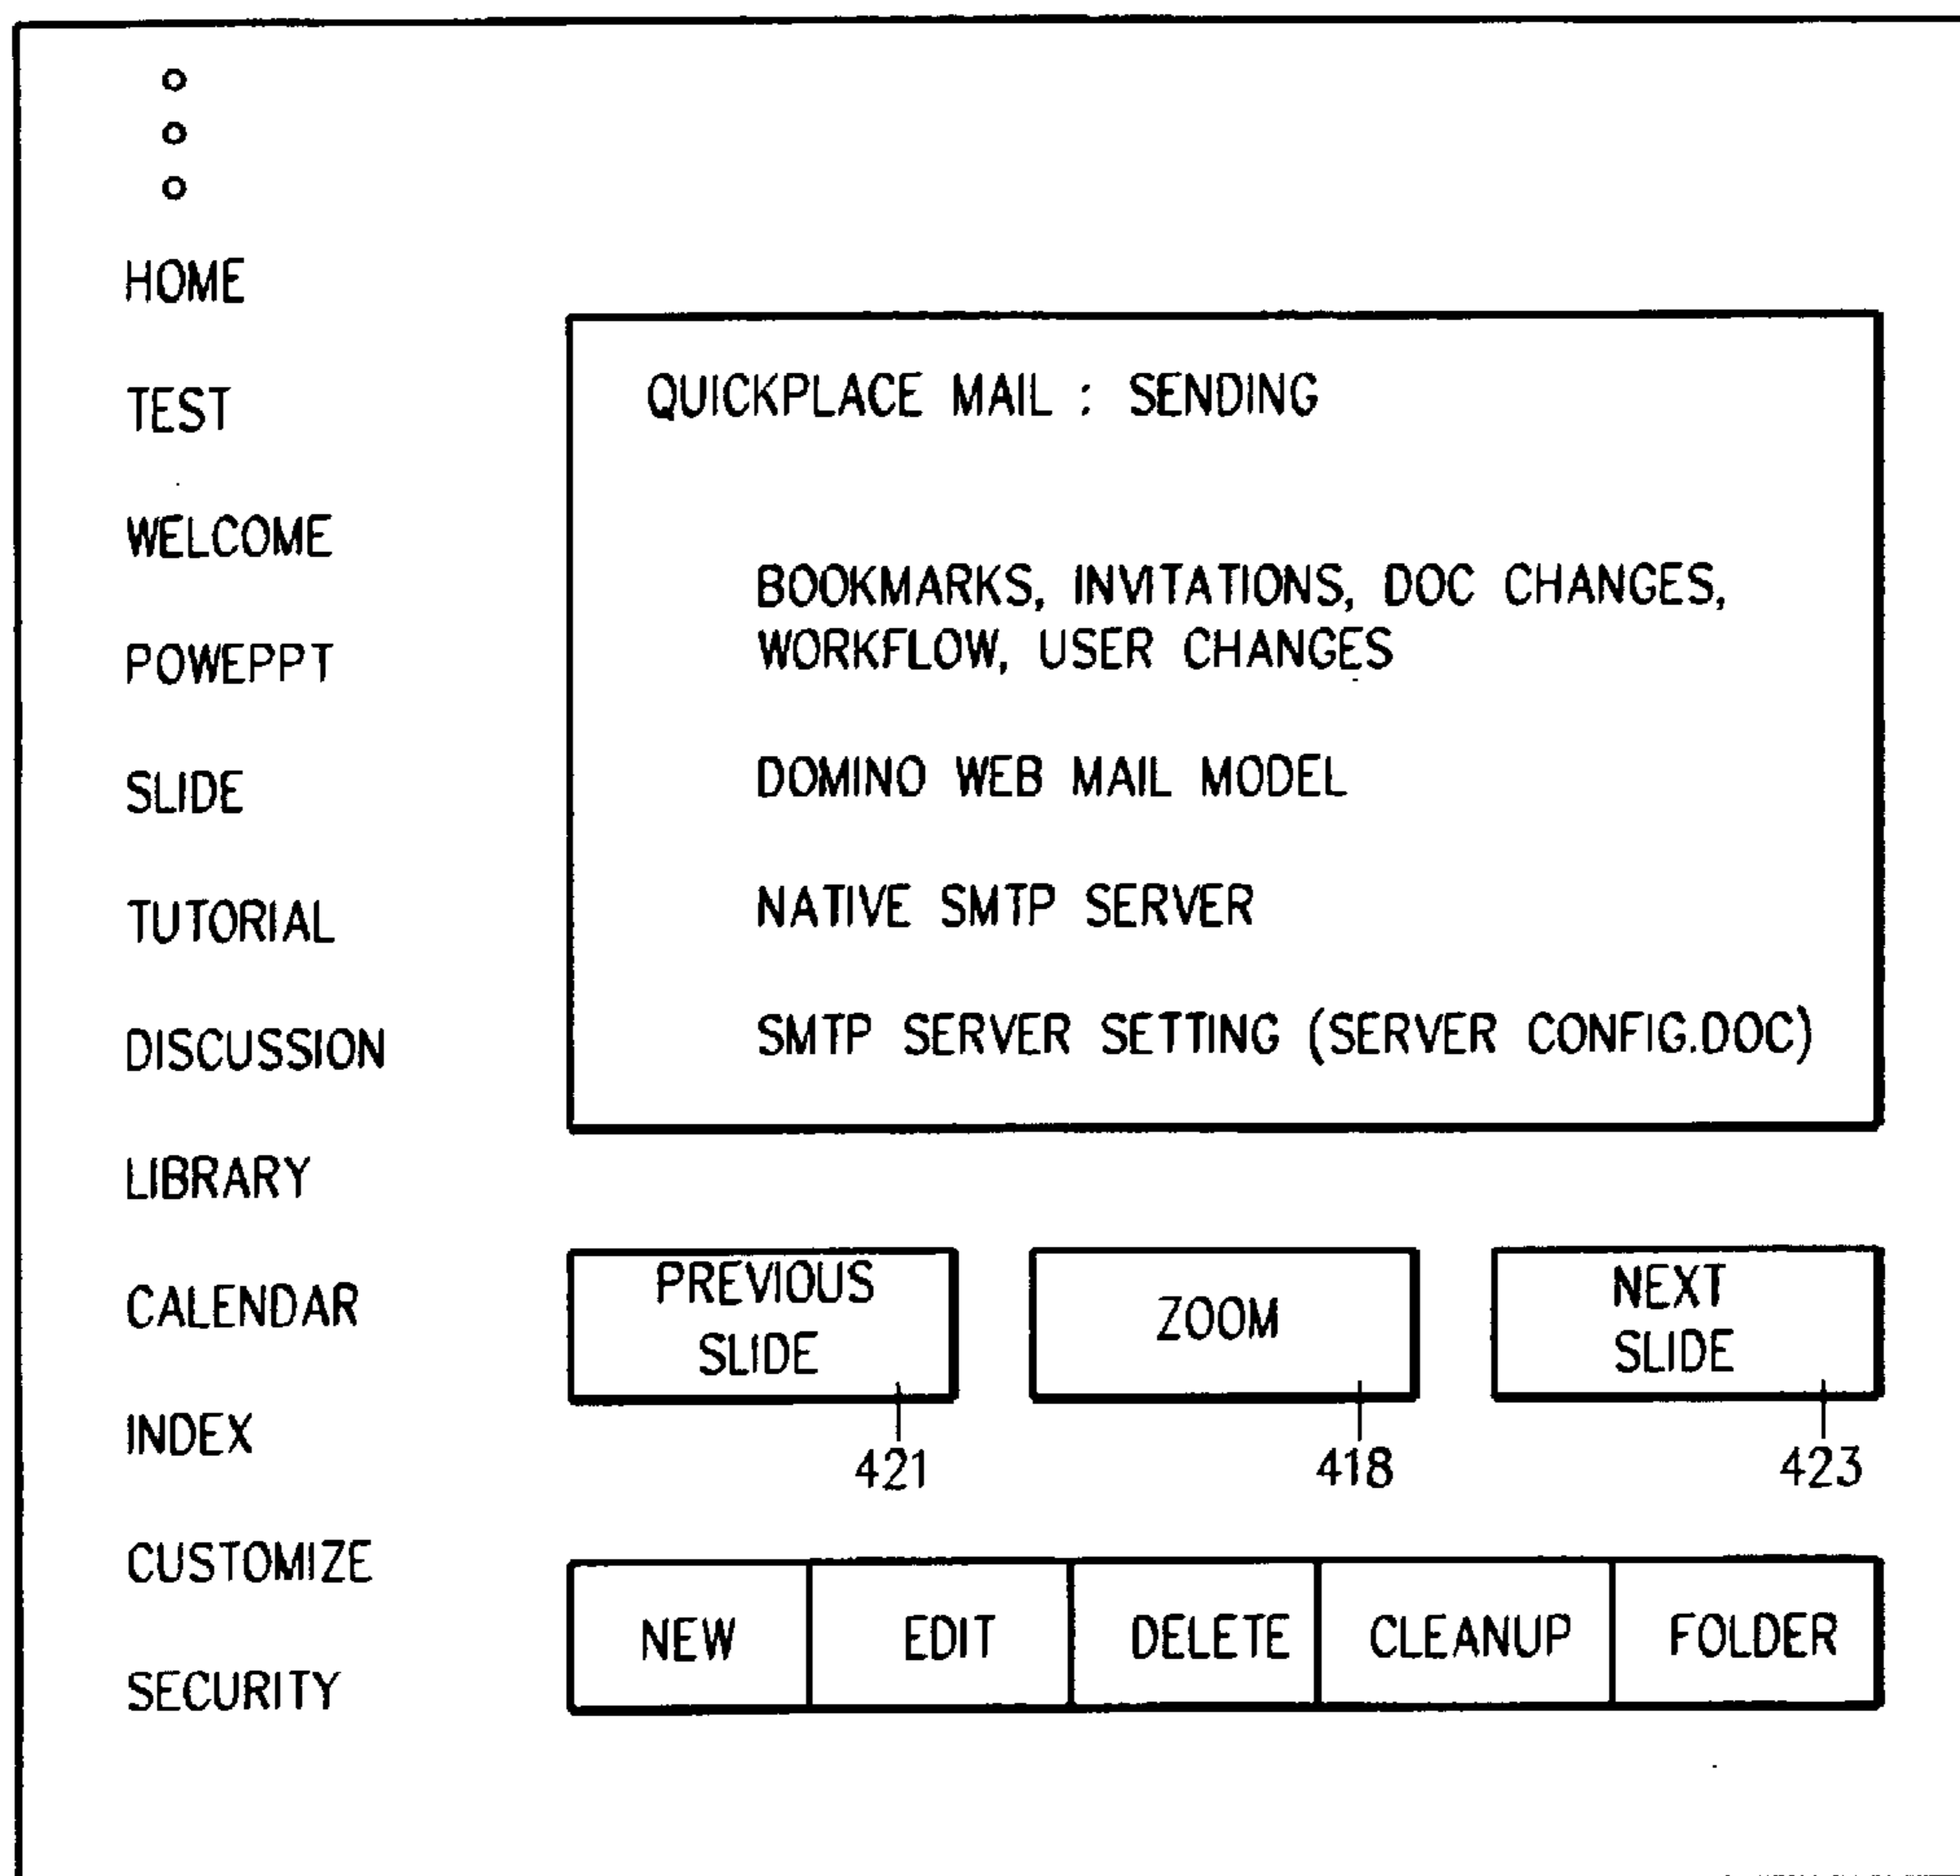 HOME
TEST
WELCOME
POWEPPT
SLIDE
TUTORIAL
DISCUSSION
LIBRARY
CALENDAR
INDEX
CUSTOMIZE
SECURITY
QUICKPLACE MAIL : SENDING
BOOKMARKS, INVITATIONS, DOC CHANGES,
WORKFLOW, USER CHANGES
DOMINO WEB MAIL MODEL
NATIVE SMTP SERVER
SMTP SERVER SETTING (SERVER CONFIG.DOC)
PREVIOUS
SLIDE
ZOOM
NEXT
SLIDE
421
418
423
NEW EDIT DELETE CLEANUP FOLDER